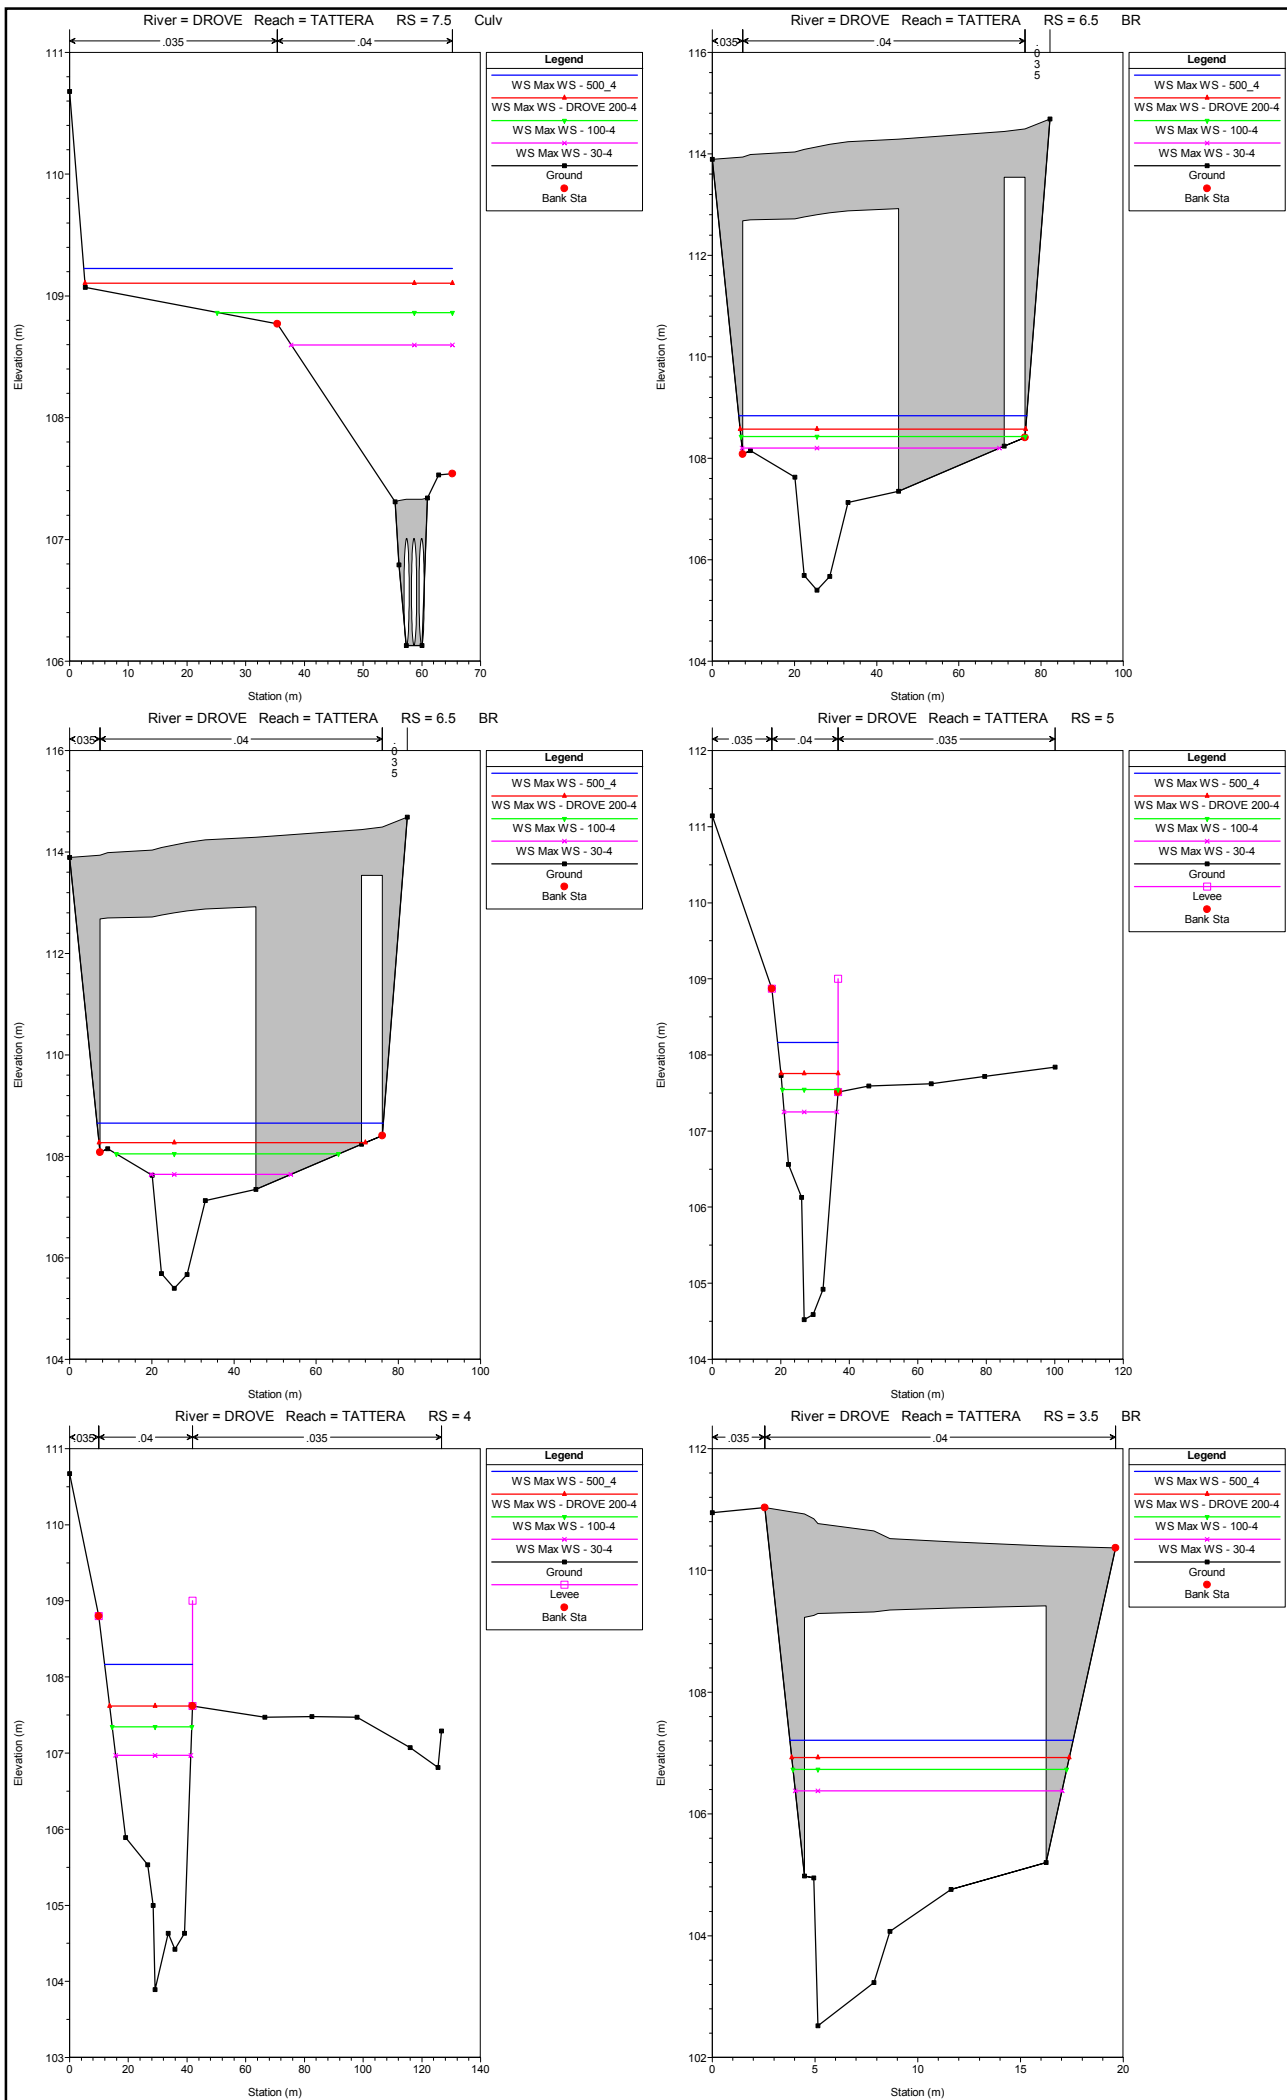 River = DROVE Reach = TATTERA RS = 7.5 Culv
.035 .04
111
110
109
108
107
106
0 10 20 30 40 50 60 70
Station (m)
Elevation (m)
Legend
WS Max WS - 500_4
WS Max WS - DROVE 200-4
WS Max WS - 100-4
WS Max WS - 30-4
Ground
Bank Sta
River = DROVE Reach = TATTERA RS = 6.5 BR
.035 .04 .035
116
114
112
110
108
106
104
0 20 40 60 80 100
Station (m)
Elevation (m)
Legend
WS Max WS - 500_4
WS Max WS - DROVE 200-4
WS Max WS - 100-4
WS Max WS - 30-4
Ground
Bank Sta
River = DROVE Reach = TATTERA RS = 6.5 BR
.035 .04 .035
116
114
112
110
108
106
104
0 20 40 60 80 100
Station (m)
Elevation (m)
Legend
WS Max WS - 500_4
WS Max WS - DROVE 200-4
WS Max WS - 100-4
WS Max WS - 30-4
Ground
Bank Sta
River = DROVE Reach = TATTERA RS = 5
.035 .04 .035
112
111
110
109
108
107
106
105
104
0 20 40 60 80 100 120
Station (m)
Elevation (m)
Legend
WS Max WS - 500_4
WS Max WS - DROVE 200-4
WS Max WS - 100-4
WS Max WS - 30-4
Ground
Levee
Bank Sta
River = DROVE Reach = TATTERA RS = 4
.035 .04 .035
111
110
109
108
107
106
105
104
103
0 20 40 60 80 100 120 140
Station (m)
Elevation (m)
Legend
WS Max WS - 500_4
WS Max WS - DROVE 200-4
WS Max WS - 100-4
WS Max WS - 30-4
Ground
Levee
Bank Sta
River = DROVE Reach = TATTERA RS = 3.5 BR
.035 .04
112
110
108
106
104
102
0 5 10 15 20
Station (m)
Elevation (m)
Legend
WS Max WS - 500_4
WS Max WS - DROVE 200-4
WS Max WS - 100-4
WS Max WS - 30-4
Ground
Bank Sta